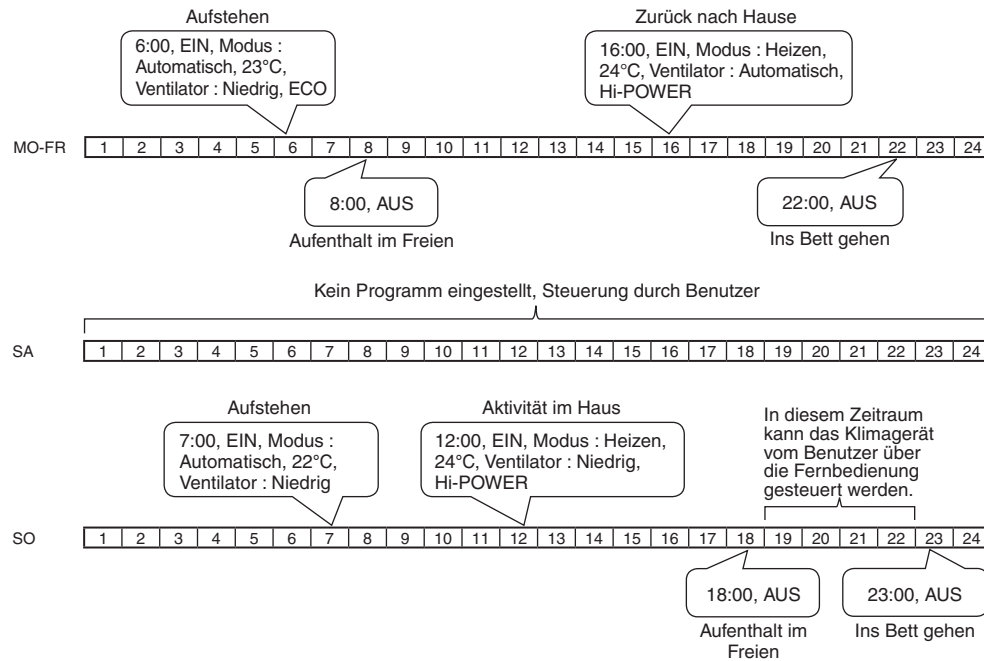 Aufstehen
6:00, EIN, Modus :
Automatisch, 23°C,
Ventilator : Niedrig, ECO
Zurück nach Hause
16:00, EIN, Modus : Heizen,
24°C, Ventilator : Automatisch,
Hi-POWER
MO-FR 1 2 3 4 5 6 7 8 9 10 11 12 13 14 15 16 17 18 19 20 21 22 23 24
8:00, AUS
Aufenthalt im Freien
22:00, AUS
Ins Bett gehen
Kein Programm eingestellt, Steuerung durch Benutzer
SA 1 2 3 4 5 6 7 8 9 10 11 12 13 14 15 16 17 18 19 20 21 22 23 24
Aufstehen
7:00, EIN, Modus :
Automatisch, 22°C,
Ventilator : Niedrig
Aktivität im Haus
12:00, EIN, Modus : Heizen,
24°C, Ventilator : Niedrig,
Hi-POWER
In diesem Zeitraum
kann das Klimagerät
vom Benutzer über
die Fernbedienung
gesteuert werden.
SO 1 2 3 4 5 6 7 8 9 10 11 12 13 14 15 16 17 18 19 20 21 22 23 24
18:00, AUS
Aufenthalt im
Freien
23:00, AUS
Ins Bett gehen